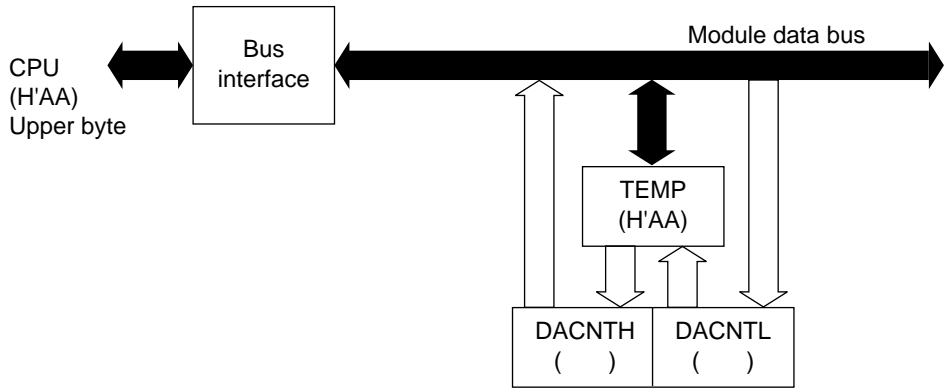 CPU
(H'AA)
Upper byte
Bus
interface
Module data bus
TEMP
(H'AA)
DACNTH
( )
DACNTL
( )